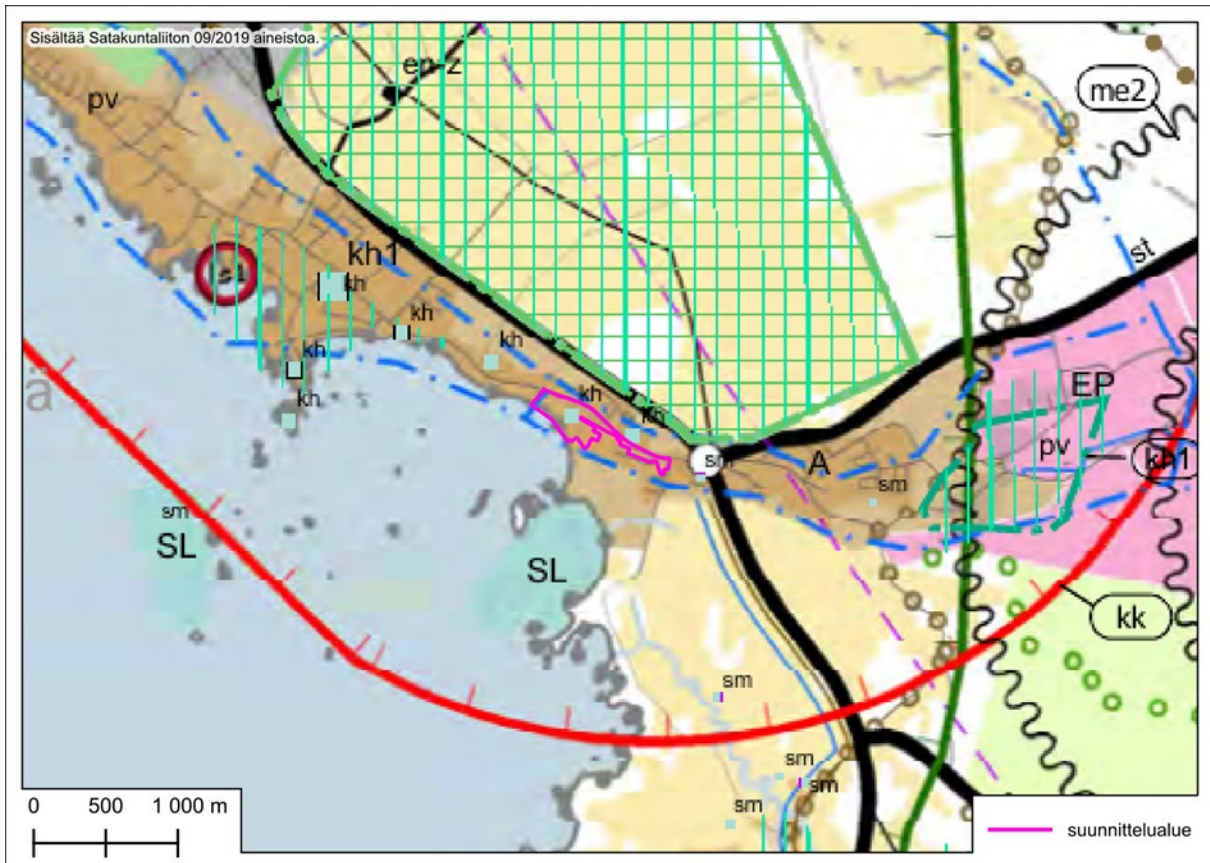 Sisältää Satakuntaliiton 09/2019 aineistoa.
en-z
pv
me2
st
kh1
kh
kh
kh
kh
kh
kh
EP
pv
kh1
A
sm
sm
sm
SL
SL
kk
sm
sm
sm
sm
ä
0 500 1 000 m
suunnittelualue